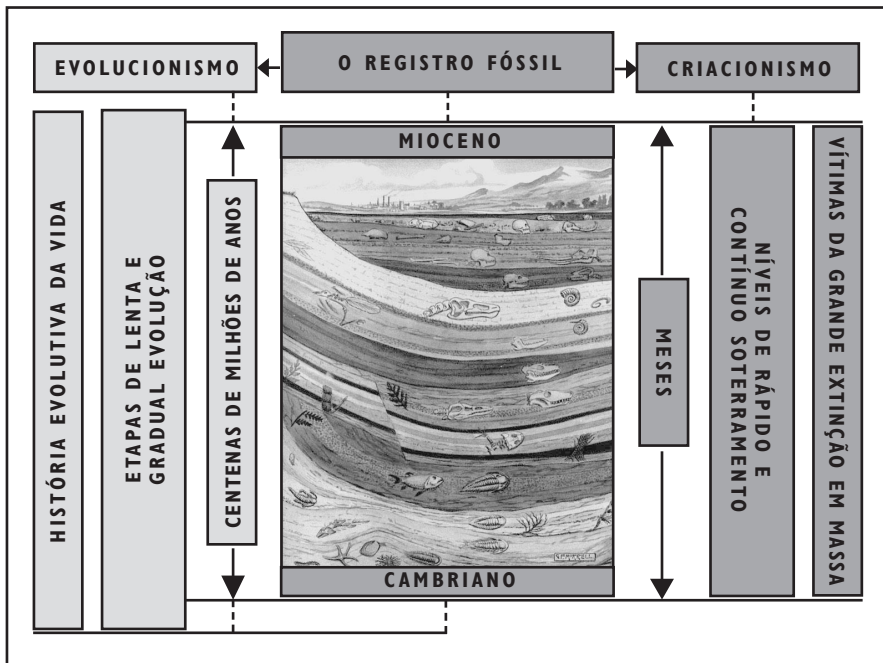 EVOLUCIONISMO
O REGISTRO FÓSSIL
CRIACIONISMO
HISTÓRIA EVOLUTIVA DA VIDA
ETAPAS DE LENTA E
GRADUAL EVOLUÇÃO
CENTENAS DE MILHÕES DE ANOS
MIOCENO
CAMBRIANO
MESES
NÍVEIS DE RÁPIDO E
CONTÍNUO SOTERRAMENTO
VÍTIMAS DA GRANDE EXTINÇÃO EM MASSA